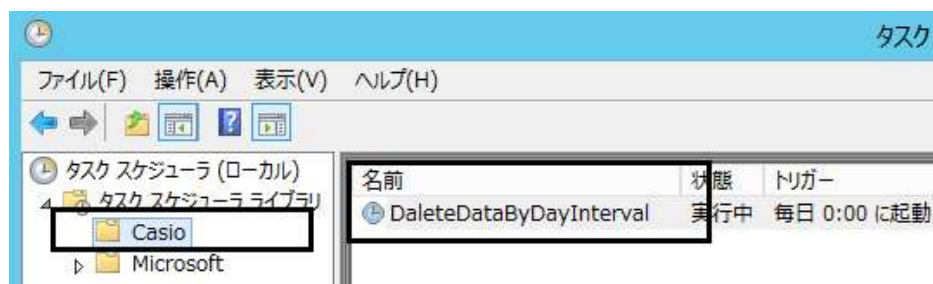 タスク
ファイル(F) 操作(A) 表示(V) ヘルプ(H)
タスク スケジューラ (ローカル)
タスク スケジューラ ライブラリ
Casio
Microsoft
名前 状態 トリガー
DaleteDataByDayInterval 実行中 毎日 0:00 に起動